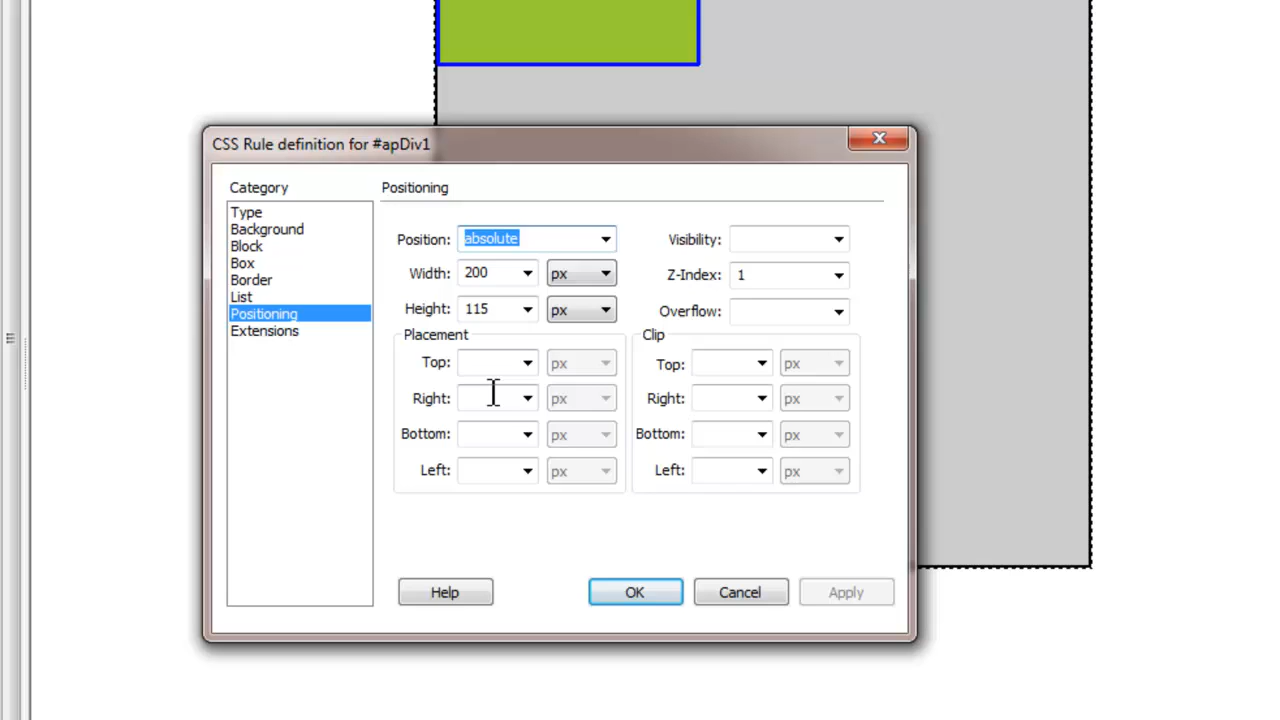 CSS Rule definition for #apDiv1
Category
Type
Background
Block
Box
Border
List
Positioning
Extensions
Positioning
Position: absolute
Width: 200 px
Height: 115 px
Visibility:
Z-Index: 1
Overflow:
Placement
Top: px
Right: px
Bottom: px
Left: px
Clip
Top: px
Right: px
Bottom: px
Left: px
Help
OK
Cancel
Apply